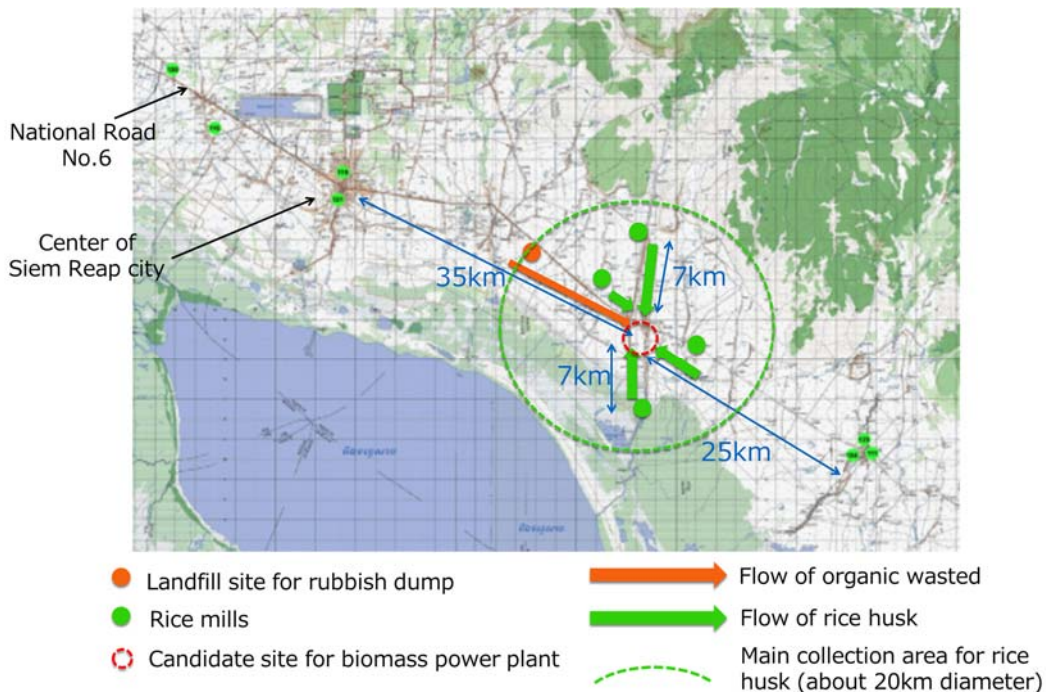 National Road
No.6
Center of
Siem Reap city
35km
7km
7km
25km
Landfill site for rubbish dump
Flow of organic wasted
Rice mills
Flow of rice husk
Candidate site for biomass power plant
Main collection area for rice
husk (about 20km diameter)